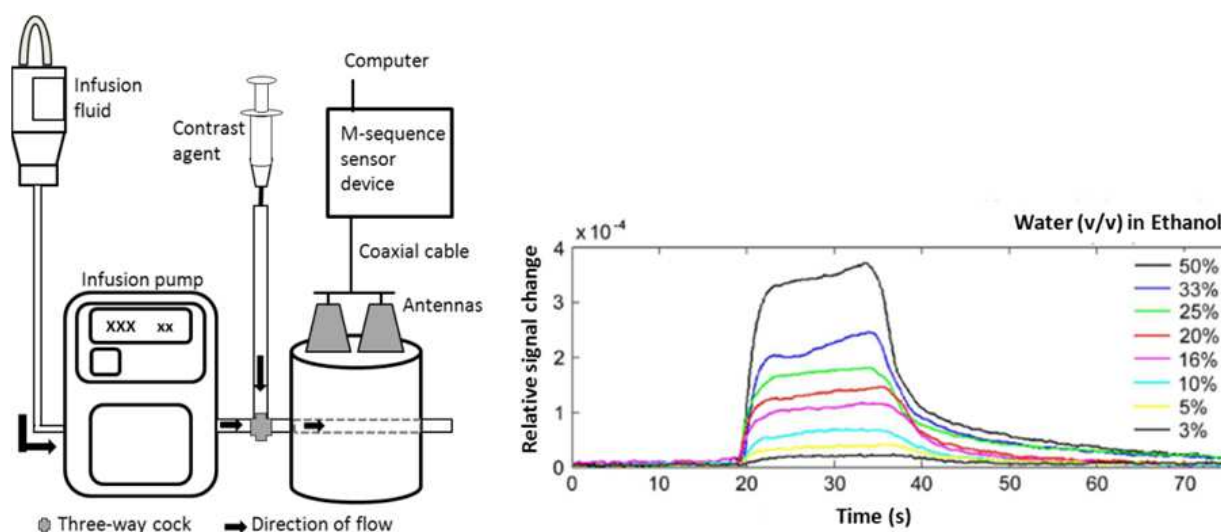 Infusion
fluid
Contrast
agent
Computer
M-sequence
sensor
device
Coaxial cable
Infusion pump
Antennas
XXX xx
Three-way cock
Direction of flow
Water (v/v) in Ethanol
x 10⁻⁴
Relative signal change
4
3
2
1
0
0 10 20 30 40 50 60 70
Time (s)
50%
33%
25%
20%
16%
10%
5%
3%